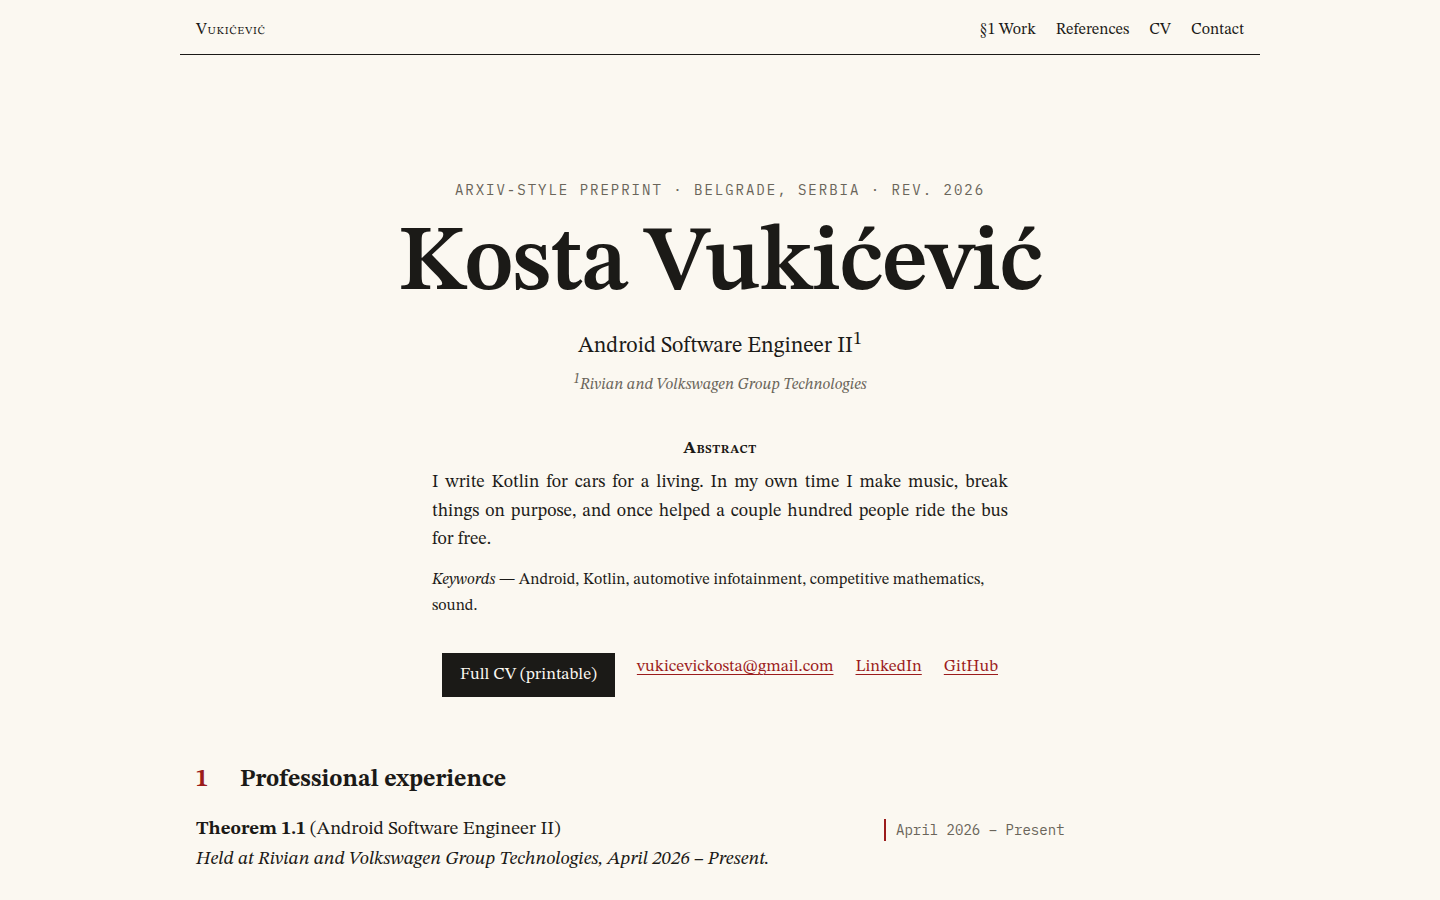 Vukićević
§1 Work References CV Contact
ARXIV-STYLE PREPRINT · BELGRADE, SERBIA · REV. 2026
Kosta Vukićević
Android Software Engineer II1
1Rivian and Volkswagen Group Technologies
Abstract
I write Kotlin for cars for a living. In my own time I make music, break
things on purpose, and once helped a couple hundred people ride the bus
for free.
Keywords — Android, Kotlin, automotive infotainment, competitive mathematics,
sound.
Full CV (printable) vukicevickosta@gmail.com LinkedIn GitHub
1 Professional experience
Theorem 1.1 (Android Software Engineer II)
April 2026 – Present
Held at Rivian and Volkswagen Group Technologies, April 2026 – Present.